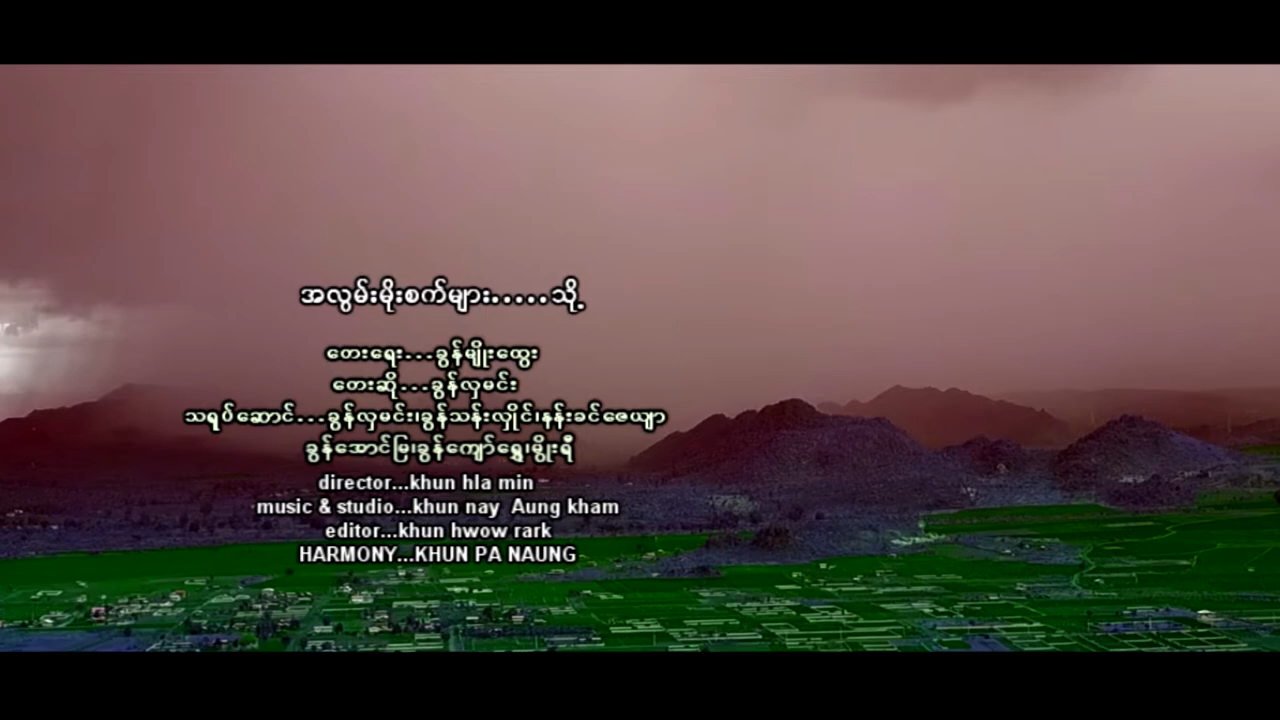 အလွမ်းမိုးစက်များ.....သို့
တေးရေး...ခွန်မျိုးထွေး
တေးဆို...ခွန်လှမင်း
သရုပ်ဆောင်...ခွန်လှမင်း၊ခွန်သန်းလှိုင်၊နန်းခင်ဇေယျာ
ခွန်အောင်မြ၊ခွန်ကျော်ရွှေ၊မွိုးရီ
director...khun hla min
music & studio...khun nay Aung kham
editor...khun hwow rark
HARMONY...KHUN PA NAUNG